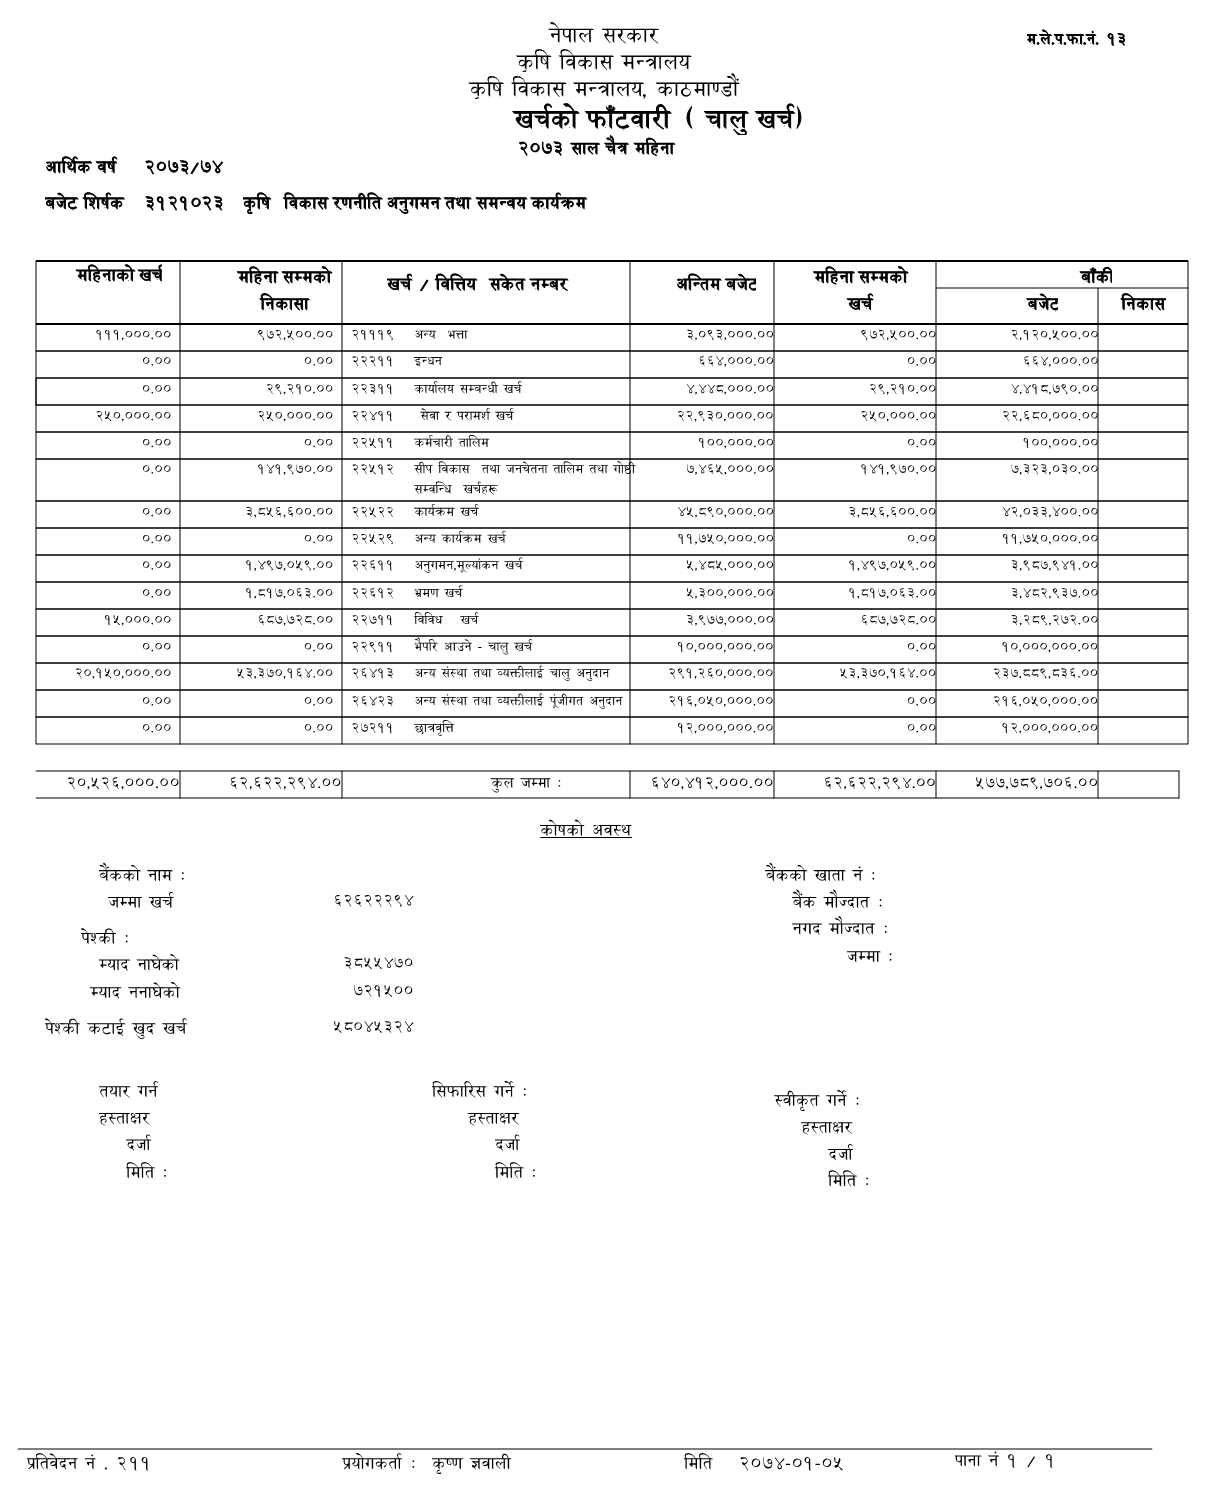 नेपाल सरकार
म.ले.प.फा.नं. १३
कृषि विकास मन्त्रालय
कृषि विकास मन्त्रालय, काठमाण्डौं
खर्चको फाँटवारी ( चालु खर्च)
२०७३ साल चैत्र महिना
आर्थिक वर्ष २०७३/७४
बजेट शिर्षक ३१२१०२३ कृषि विकास रणनीति अनुगमन तथा समन्वय कार्यक्रम
महिनाको खर्च महिना सम्मको निकासा खर्च / वित्तिय सकेत नम्बर अन्तिम बजेट महिना सम्मको खर्च बाँकी
बजेट निकास
१११,०००.०० ९७२,५००.०० २१११९ अन्य भत्ता ३,०९३,०००.०० ९७२,५००.०० २,१२०,५००.००
०.०० ०.०० २२२११ इन्धन ६६४,०००.०० ०.०० ६६४,०००.००
०.०० २९,२१०.०० २२३११ कार्यालय सम्बन्धी खर्च ४,४४८,०००.०० २९,२१०.०० ४,४१८,७९०.००
२५०,०००.०० २५०,०००.०० २२४११ सेवा र परामर्श खर्च २२,९३०,०००.०० २५०,०००.०० २२,६८०,०००.००
०.०० ०.०० २२५११ कर्मचारी तालिम १००,०००.०० ०.०० १००,०००.००
०.०० १४१,९७०.०० २२५१२ सीप विकास तथा जनचेतना तालिम तथा गोष्ठी ७,४६५,०००.०० १४१,९७०.०० ७,३२३,०३०.००
सम्वन्धि खर्चहरू
०.०० ३,८५६,६००.०० २२५२२ कार्यक्रम खर्च ४५,८९०,०००.०० ३,८५६,६००.०० ४२,०३३,४००.००
०.०० ०.०० २२५२९ अन्य कार्यक्रम खर्च ११,७५०,०००.०० ०.०० ११,७५०,०००.००
०.०० १,४९७,०५९.०० २२६११ अनुगमन,मूल्यांकन खर्च ५,४८५,०००.०० १,४९७,०५९.०० ३,९८७,९४१.००
०.०० १,८१७,०६३.०० २२६१२ भ्रमण खर्च ५,३००,०००.०० १,८१७,०६३.०० ३,४८२,९३७.००
१५,०००.०० ६८७,७२८.०० २२७११ विविध खर्च ३,९७७,०००.०० ६८७,७२८.०० ३,२८९,२७२.००
०.०० ०.०० २२९११ भैपरि आउने - चालु खर्च १०,०००,०००.०० ०.०० १०,०००,०००.००
२०,१५०,०००.०० ५३,३७०,१६४.०० २६४१३ अन्य संस्था तथा व्यक्तीलाई चालु अनुदान २९१,२६०,०००.०० ५३,३७०,१६४.०० २३७,८८९,८३६.००
०.०० ०.०० २६४२३ अन्य संस्था तथा व्यक्तीलाई पूंजीगत अनुदान २१६,०५०,०००.०० ०.०० २१६,०५०,०००.००
०.०० ०.०० २७२११ छात्रवृत्ति १२,०००,०००.०० ०.०० १२,०००,०००.००
२०,५२६,०००.०० ६२,६२२,२९४.०० कुल जम्मा : ६४०,४१२,०००.०० ६२,६२२,२९४.०० ५७७,७८९,७०६.००
कोषको अवस्थ
बैंकको नाम : बैंकको खाता नं :
जम्मा खर्च ६२६२२२९४ बैंक मौज्दात :
नगद मौज्दात :
पेश्की :
जम्मा :
म्याद नाघेको ३८५५४७०
म्याद ननाघेको ७२१५००
पेश्की कटाई खुद खर्च ५८०४५३२४
तयार गर्न सिफारिस गर्ने : स्वीकृत गर्ने :
हस्ताक्षर हस्ताक्षर हस्ताक्षर
दर्जा दर्जा दर्जा
मिति : मिति : मिति :
प्रतिवेदन नं . २११ प्रयोगकर्ता : कृष्ण ज्ञवाली मिति २०७४-०१-०५ पाना नं १ / १